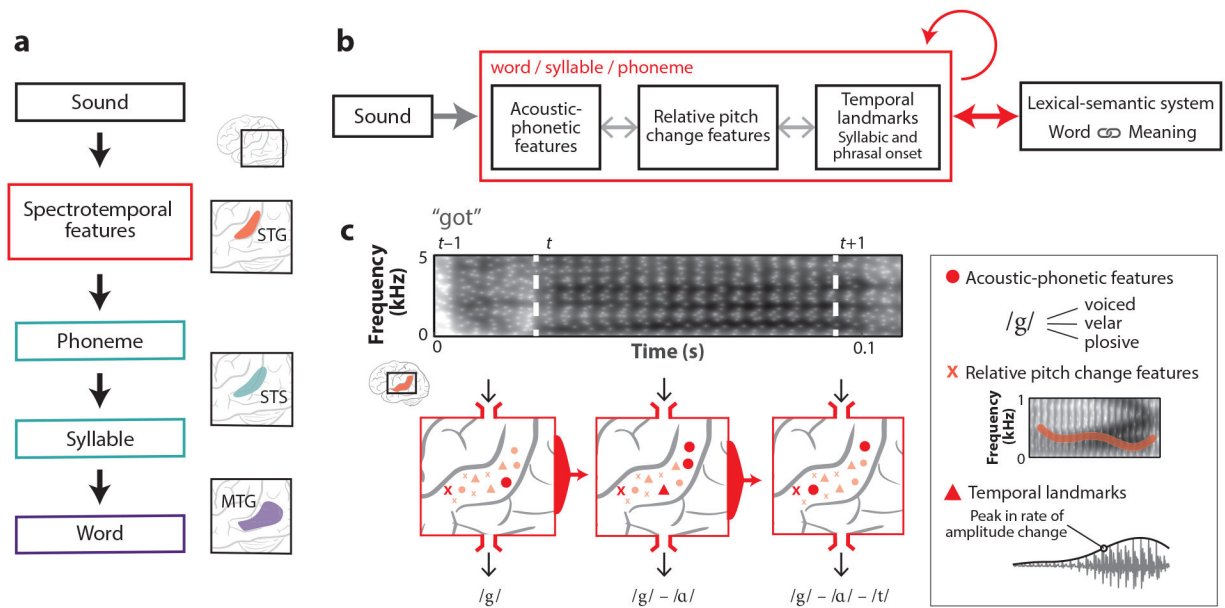 a
Sound
Spectrotemporal
features
STG
Phoneme
STS
Syllable
MTG
Word
b
word / syllable / phoneme
Sound
Acoustic-
phonetic
features
Relative pitch
change features
Temporal
landmarks
Syllabic and
phrasal onset
Lexical-semantic system
Word Meaning
c
"got"
t–1 t t+1
Frequency
(kHz)
5
0
0 Time (s) 0.1
/g/
/g/ – /ɑ/
/g/ – /ɑ/ – /t/
Acoustic-phonetic features
/g/
voiced
velar
plosive
x Relative pitch change features
Frequency
(kHz)
1
0
Temporal landmarks
Peak in rate of
amplitude change